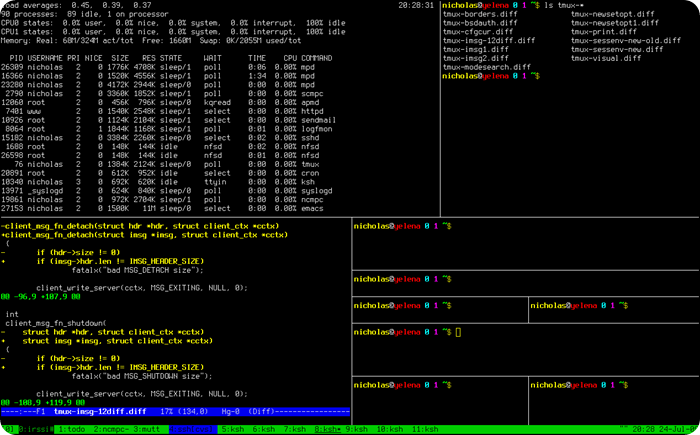 load averages:  0.45, 0.39, 0.37 20:28:31
90 processes:  89 idle, 1 on processor
CPU0 states:  0.0% user,  0.0% nice,  0.0% system,  0.0% interrupt,  100% idle
CPU1 states:  0.0% user,  0.0% nice,  0.0% system,  0.0% interrupt,  100% idle
Memory: Real: 68M/324M act/tot  Free: 1660M  Swap: 0K/2055M used/tot
PID USERNAME PRI NICE  SIZE   RES STATE     WAIT      TIME    CPU COMMAND
26309 nicholas   2    0 1776K 4708K sleep/1   poll      0:06  0.00% mpd
16366 nicholas   2    0 1520K 4556K sleep/1   poll      1:34  0.00% mpd
23280 nicholas   2    0 4172K 2944K sleep/0   poll      0:00  0.00% mpd
2790 nicholas   2    0 3360K 1852K sleep/1   poll      0:00  0.00% scmpc
12060 root       2    0  456K  796K sleep/0   kqread    0:00  0.00% apmd
7401 www        2    0 1540K 2548K sleep/1   select    0:00  0.00% httpd
10926 root       2    0 1124K 2104K sleep/1   select    0:00  0.00% sendmail
8064 root       2    1 1844K 1168K sleep/1   poll      0:01  0.00% logfmon
15182 nicholas   2    0 3384K 2260K sleep/0   select    0:02  0.00% sshd
1688 root       2    0  148K  144K idle      nfsd      0:02  0.00% nfsd
26598 root       2    0  148K  144K idle      nfsd      0:01  0.00% nfsd
76 nicholas   2    0 1384K 2124K sleep/0   poll      0:00  0.00% tmux
20891 root       2    0  612K  952K idle      select    0:00  0.00% cron
18340 nicholas   3    0  692K  620K idle      ttyin     0:00  0.00% ksh
13971 _syslogd   2    0  624K  840K sleep/0   poll      0:00  0.00% syslogd
19861 nicholas   2    0  972K 2704K sleep/1   poll      0:01  0.00% ncmpc
27153 nicholas   2    0 1500K   11M sleep/0   select    0:00  0.00% emacs
nicholas@yelena 0 1 ~$ ls tmux-*
tmux-borders.diff tmux-newsetopt.diff
tmux-bsdauth.diff tmux-newsetopt1.diff
tmux-cfgcur.diff tmux-print.diff
tmux-imsg-12diff.diff tmux-sessenv-new-old.diff
tmux-imsg1.diff tmux-sessenv-new.diff
tmux-imsg2.diff tmux-visual.diff
tmux-modesearch.diff
nicholas@yelena 0 1 ~$
-client_msg_fn_detach(struct hdr *hdr, struct client_ctx *cctx)
+client_msg_fn_detach(struct imsg *imsg, struct client_ctx *cctx)
{
-       if (hdr->size != 0)
+       if (imsg->hdr.len != IMSG_HEADER_SIZE)
fatalx("bad MSG_DETACH size");
client_write_server(cctx, MSG_EXITING, NULL, 0);
@@ -96,9 +107,9 @@
int
client_msg_fn_shutdown(
-    struct hdr *hdr, struct client_ctx *cctx)
+    struct imsg *imsg, struct client_ctx *cctx)
{
-       if (hdr->size != 0)
+       if (imsg->hdr.len != IMSG_HEADER_SIZE)
fatalx("bad MSG_SHUTDOWN size");
client_write_server(cctx, MSG_EXITING, NULL, 0);
@@ -108,9 +119,9 @@
----:---F1  tmux-imsg-12diff.diff   17% (134,0)   Hg-0  (Diff)------------------
nicholas@yelena 0 1 ~$
nicholas@yelena 0 1 ~$
nicholas@yelena 0 1 ~$ nicholas@yelena 0 1 ~$
nicholas@yelena 0 1 ~$
nicholas@yelena 0 1 ~$ nicholas@yelena 0 1 ~$
0:irssi 1:todo  2:ncmpc-  3:mutt 5:ksh  6:ksh  7:ksh  8:ksh*  9:ksh  10:ksh  11:ksh "" 20:28 24-Jul-0